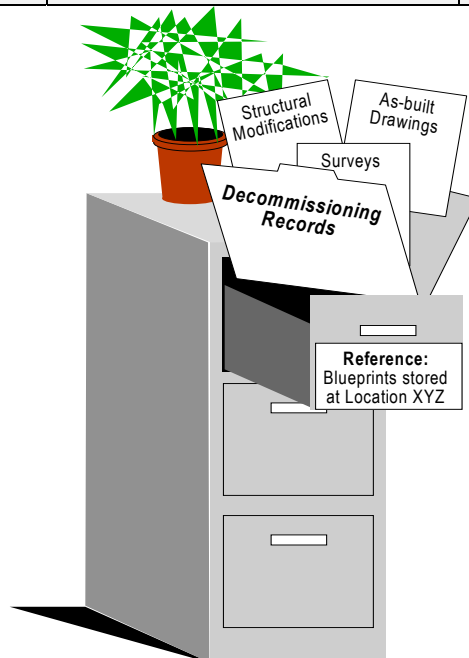 Structural
Modifications
As-built
Drawings
Surveys
Decommissioning
Records
Reference:
Blueprints stored
at Location XYZ